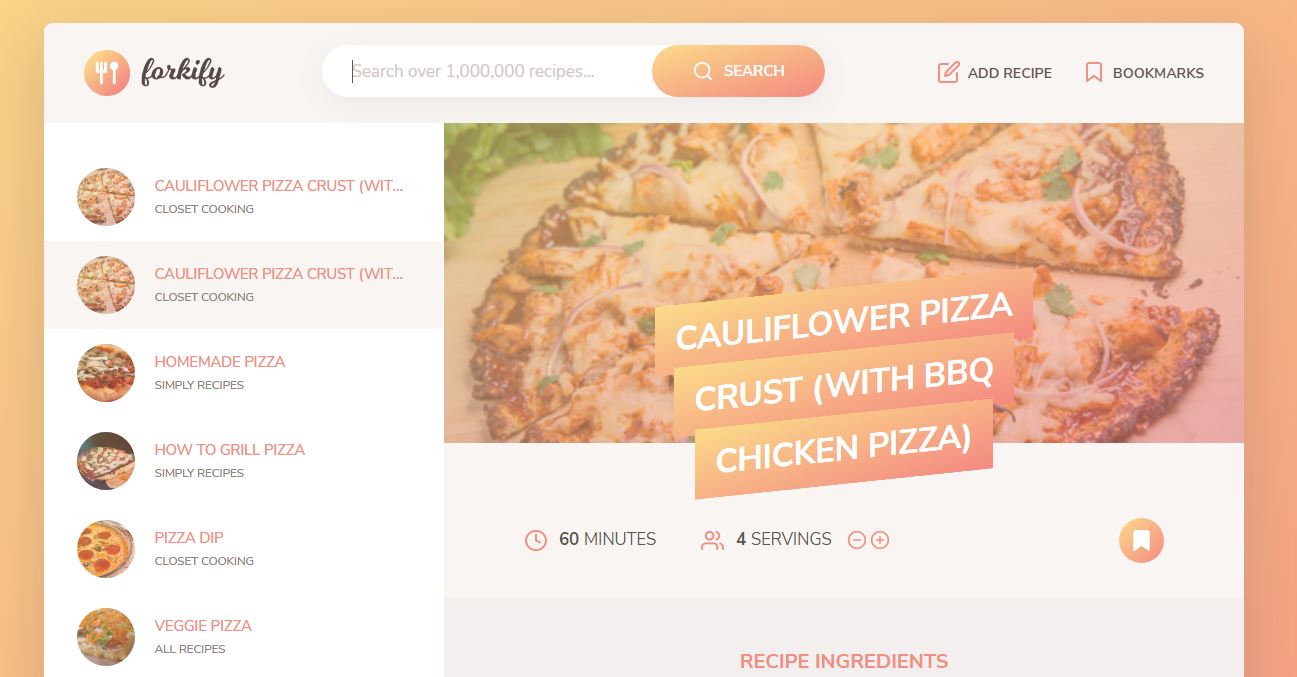 forkify
Search over 1,000,000 recipes...
SEARCH
ADD RECIPE
BOOKMARKS
CAULIFLOWER PIZZA CRUST (WIT...
CLOSET COOKING
CAULIFLOWER PIZZA CRUST (WIT...
CLOSET COOKING
HOMEMADE PIZZA
SIMPLY RECIPES
HOW TO GRILL PIZZA
SIMPLY RECIPES
PIZZA DIP
CLOSET COOKING
VEGGIE PIZZA
ALL RECIPES
CAULIFLOWER PIZZA
CRUST (WITH BBQ
CHICKEN PIZZA)
60 MINUTES
4 SERVINGS
RECIPE INGREDIENTS